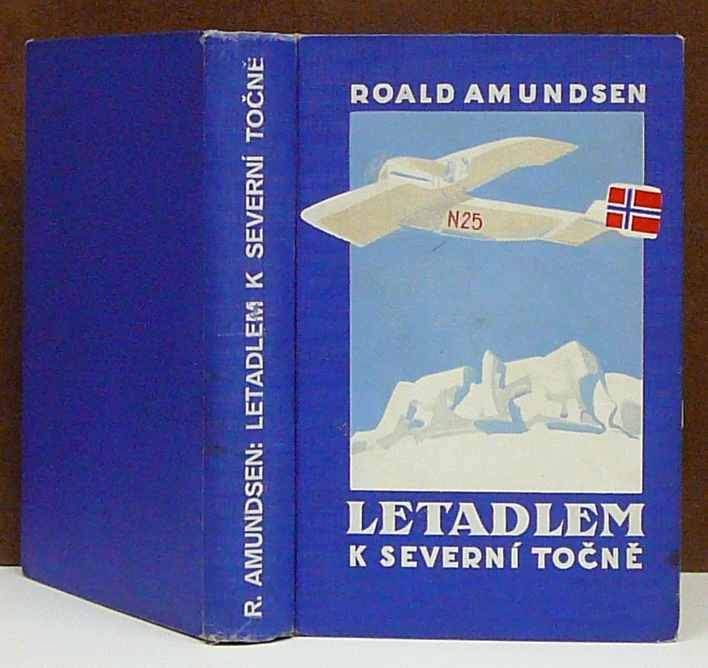 R. AMUNDSEN: LETADLEM K SEVERNÍ TOČNĚ
ROALD AMUNDSEN
N25
LETADLEM
K SEVERNÍ TOČNĚ